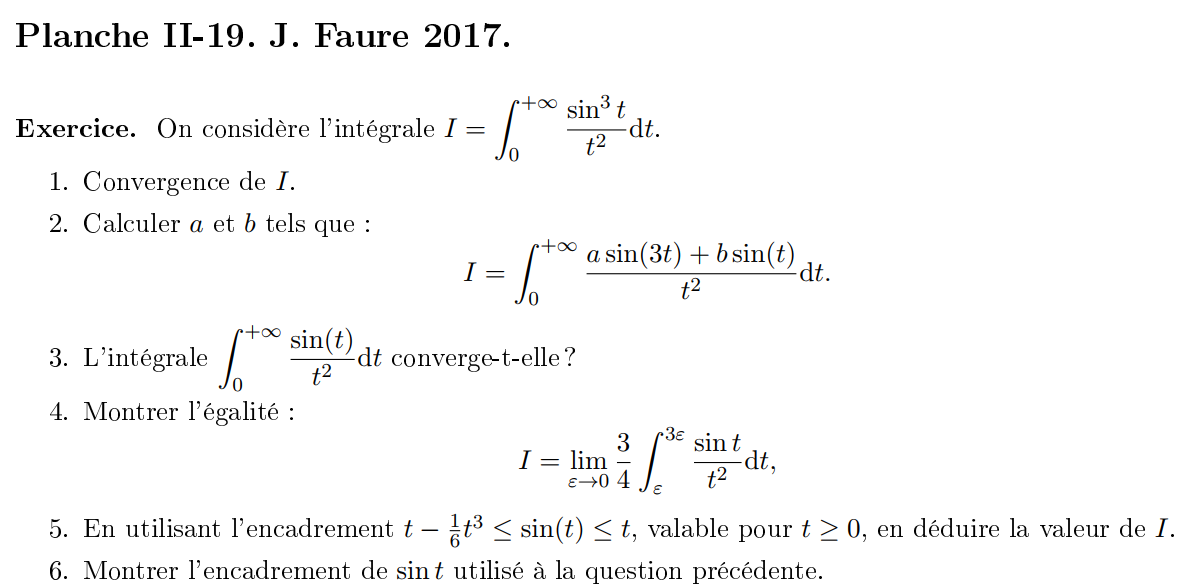 Planche II-19. J. Faure 2017.
Exercice. On considère l'intégrale $I = \int_0^{+\infty} \frac{\sin^3 t}{t^2} \mathrm{d}t.$
1. Convergence de $I$.
2. Calculer $a$ et $b$ tels que :
$I = \int_0^{+\infty} \frac{a \sin(3t) + b \sin(t)}{t^2} \mathrm{d}t.$
3. L'intégrale $\int_0^{+\infty} \frac{\sin(t)}{t^2} \mathrm{d}t$ converge-t-elle ?
4. Montrer l'égalité :
$I = \lim_{\varepsilon \to 0} \frac{3}{4} \int_{\varepsilon}^{3\varepsilon} \frac{\sin t}{t^2} \mathrm{d}t,$
5. En utilisant l'encadrement $t - \frac{1}{6}t^3 \leq \sin(t) \leq t$, valable pour $t \geq 0$, en déduire la valeur de $I$.
6. Montrer l'encadrement de $\sin t$ utilisé à la question précédente.